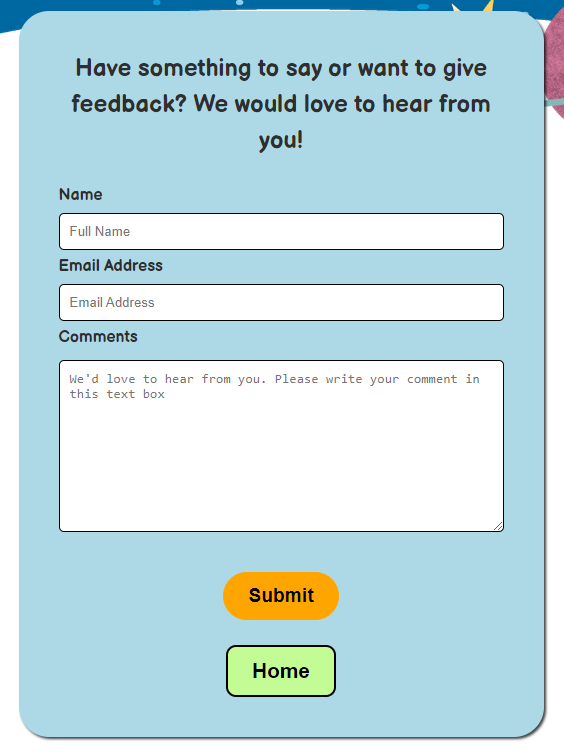 Have something to say or want to give
feedback? We would love to hear from
you!
Name
Full Name
Email Address
Email Address
Comments
We'd love to hear from you. Please write your comment in
this text box
Submit
Home